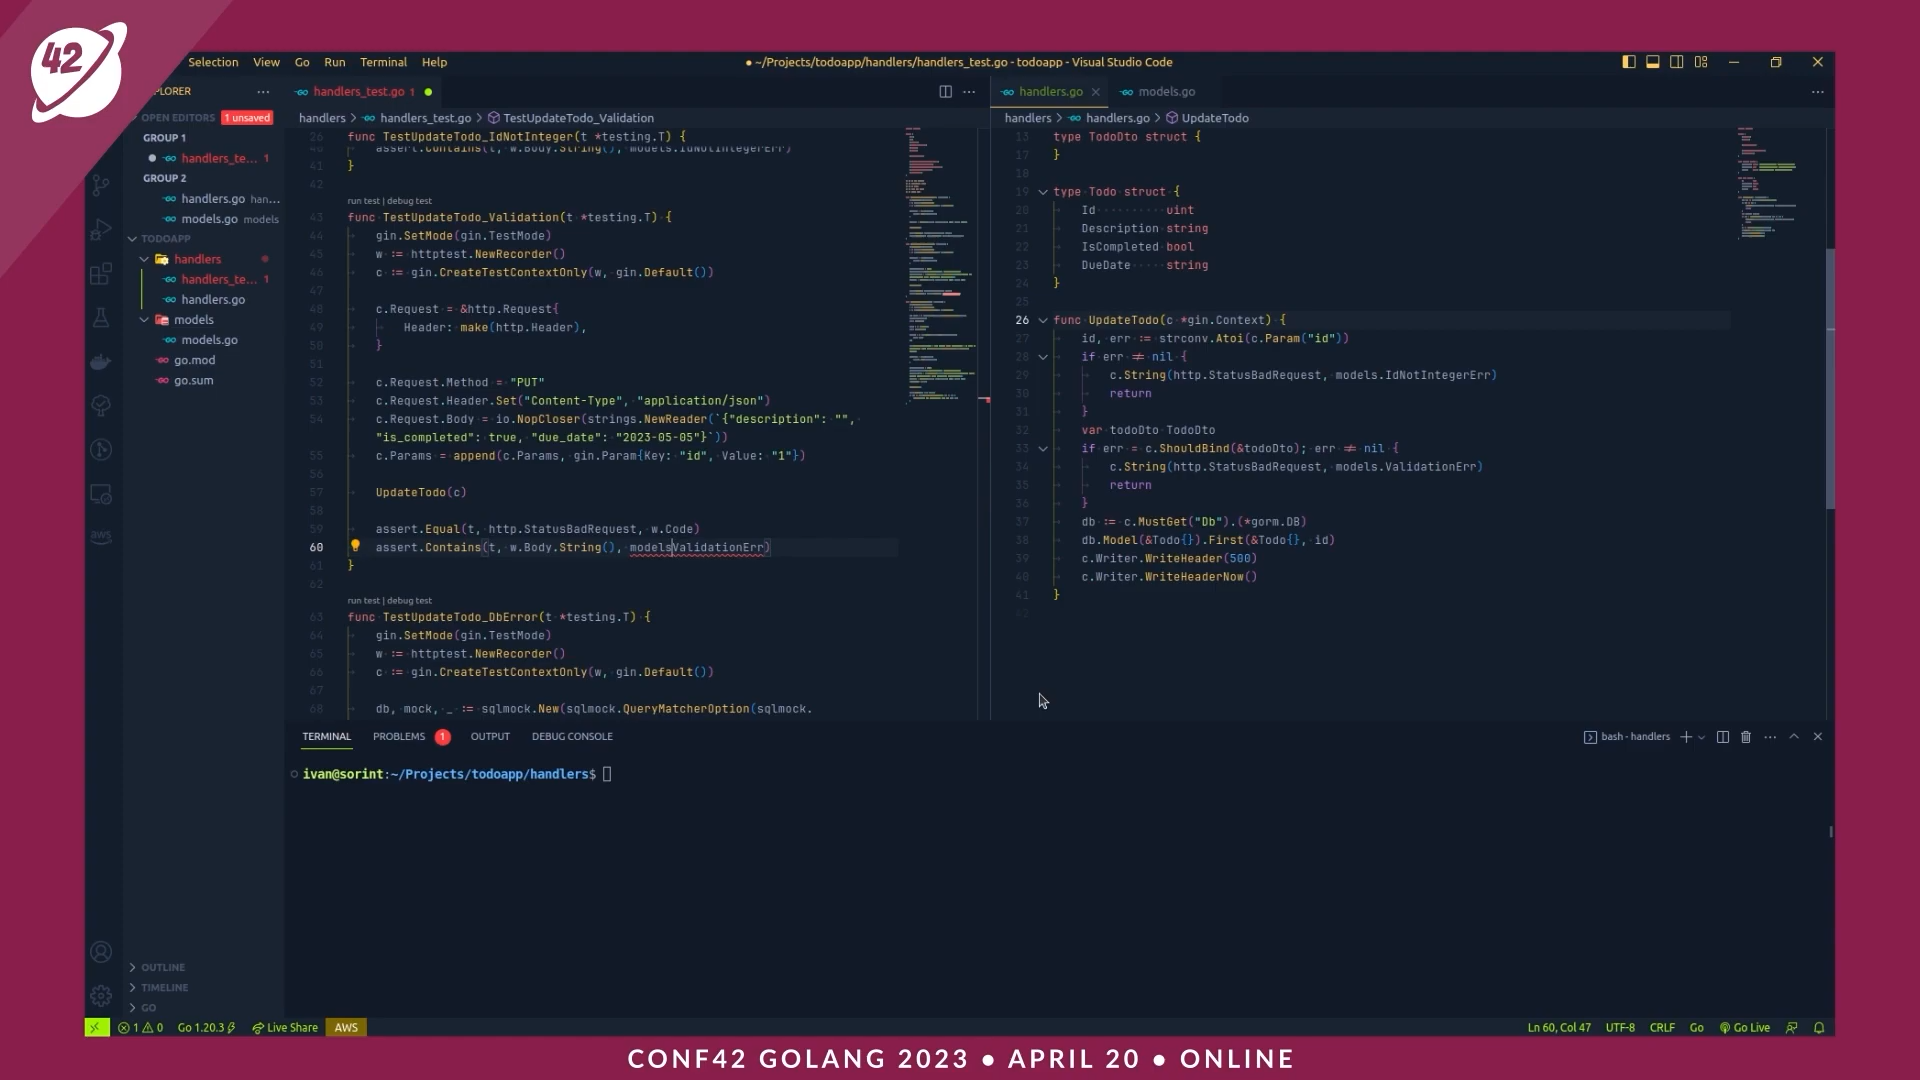 42
Selection View Go Run Terminal Help
● ~/Projects/todoapp/handlers/handlers_test.go - todoapp - Visual Studio Code
PLORER
OPEN EDITORS 1 unsaved
GROUP 1
handlers_te... 1
GROUP 2
handlers.go han...
models.go models
TODOAPP
handlers
handlers_te... 1
handlers.go
models
models.go
go.mod
go.sum
OUTLINE
TIMELINE
GO
handlers_test.go 1 ●
handlers > handlers_test.go > TestUpdateTodo_Validation
26 func TestUpdateTodo_IdNotInteger(t *testing.T) {
40 assert.Contains(t, w.Body.String(), models.IdNotIntegerErr)
41 }
42
run test | debug test
43 func TestUpdateTodo_Validation(t *testing.T) {
44 gin.SetMode(gin.TestMode)
45 w := httptest.NewRecorder()
46 c := gin.CreateTestContextOnly(w, gin.Default())
47
48 c.Request = &http.Request{
49 Header: make(http.Header),
50 }
51
52 c.Request.Method = "PUT"
53 c.Request.Header.Set("Content-Type", "application/json")
54 c.Request.Body = io.NopCloser(strings.NewReader(`{"description": "",
"is_completed": true, "due_date": "2023-05-05"}`))
55 c.Params = append(c.Params, gin.Param{Key: "id", Value: "1"})
56
57 UpdateTodo(c)
58
59 assert.Equal(t, http.StatusBadRequest, w.Code)
60 assert.Contains(t, w.Body.String(), modelsValidationErr)
61 }
62
run test | debug test
63 func TestUpdateTodo_DbError(t *testing.T) {
64 gin.SetMode(gin.TestMode)
65 w := httptest.NewRecorder()
66 c := gin.CreateTestContextOnly(w, gin.Default())
67
68 db, mock, _ := sqlmock.New(sqlmock.QueryMatcherOption(sqlmock.
handlers.go models.go
handlers > handlers.go > UpdateTodo
13 type TodoDto struct {
17 }
18
19 type Todo struct {
20 Id uint
21 Description string
22 IsCompleted bool
23 DueDate string
24 }
25
26 func UpdateTodo(c *gin.Context) {
27 id, err := strconv.Atoi(c.Param("id"))
28 if err ≠ nil {
29 c.String(http.StatusBadRequest, models.IdNotIntegerErr)
30 return
31 }
32 var todoDto TodoDto
33 if err = c.ShouldBind(&todoDto); err ≠ nil {
34 c.String(http.StatusBadRequest, models.ValidationErr)
35 return
36 }
37 db := c.MustGet("Db").(*gorm.DB)
38 db.Model(&Todo{}).First(&Todo{}, id)
39 c.Writer.WriteHeader(500)
40 c.Writer.WriteHeaderNow()
41 }
42
TERMINAL PROBLEMS 1 OUTPUT DEBUG CONSOLE
bash - handlers
ivan@sorint:~/Projects/todoapp/handlers$
aws
1 0 Go 1.20.3 Live Share AWS
Ln 60, Col 47 UTF-8 CRLF Go Go Live
CONF42 GOLANG 2023 ● APRIL 20 ● ONLINE